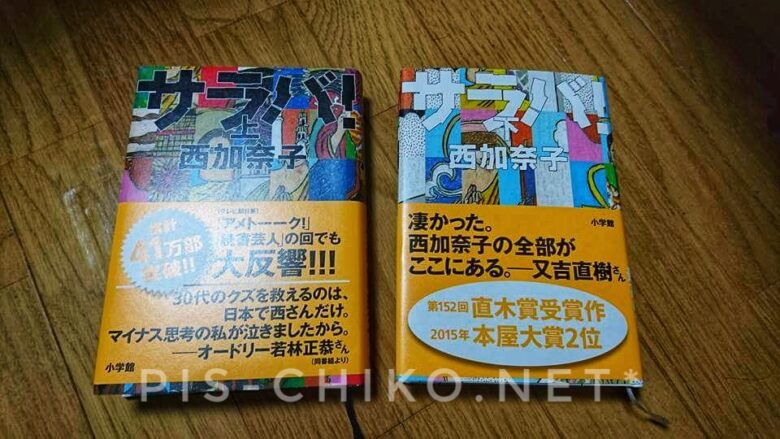 サラバ!
上
西加奈子
累計
41万部
突破!!
(テレビ朝日系)
「アメトーーク!」
「読書芸人」の回でも
大反響!!!
30代のクズを救えるのは、
日本で西さんだけ。
マイナス思考の私が泣きましたから。
──オードリー若林正恭さん
(同番組より)
小学館
サラバ!
下
西加奈子
小学館
凄かった。
西加奈子の全部が
ここにある。──又吉直樹さん
第152回 直木賞受賞作
2015年 本屋大賞2位
PIS-CHIKO.NET*